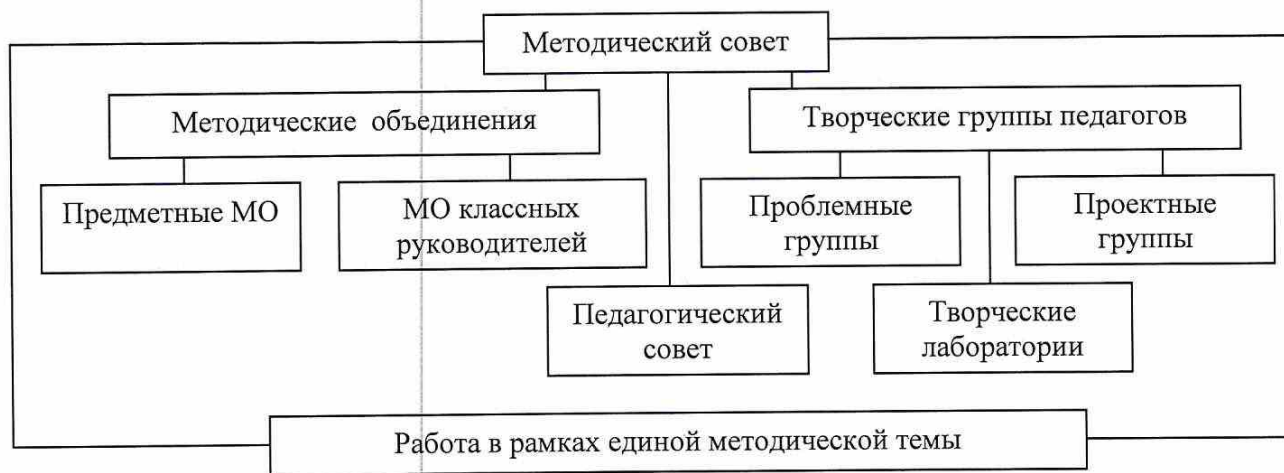 Методический совет
Методические объединения
Творческие группы педагогов
Предметные МО
МО классных
руководителей
Проблемные
группы
Проектные
группы
Педагогический
совет
Творческие
лаборатории
Работа в рамках единой методической темы